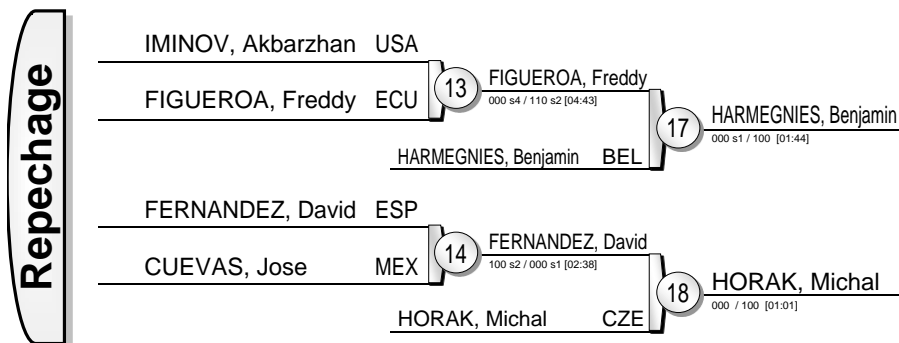 Repechage
IMINOV, Akbarzhan USA
FIGUEROA, Freddy ECU
13
FIGUEROA, Freddy
000 s4 / 110 s2 [04:43]
HARMEGNIES, Benjamin BEL
17
HARMEGNIES, Benjamin
000 s1 / 100 [01:44]
FERNANDEZ, David ESP
CUEVAS, Jose MEX
14
FERNANDEZ, David
100 s2 / 000 s1 [02:38]
HORAK, Michal CZE
18
HORAK, Michal
000 / 100 [01:01]